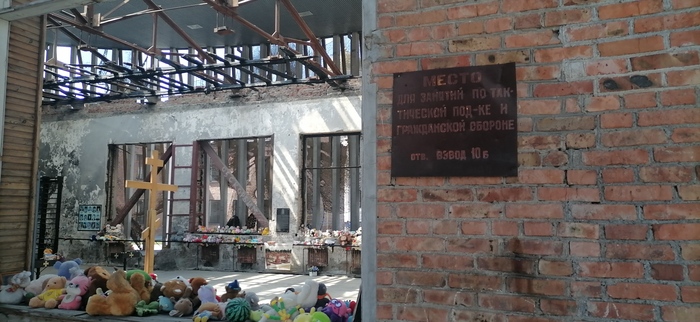 МЕСТО
ДЛЯ ЗАНЯТИЙ ПО ТАК-
ТИЧЕСКОЙ ПОД-КЕ И
ГРАЖДАНСКОЙ ОБОРОНЕ
ОТВ. ВЗВОД 10 Б